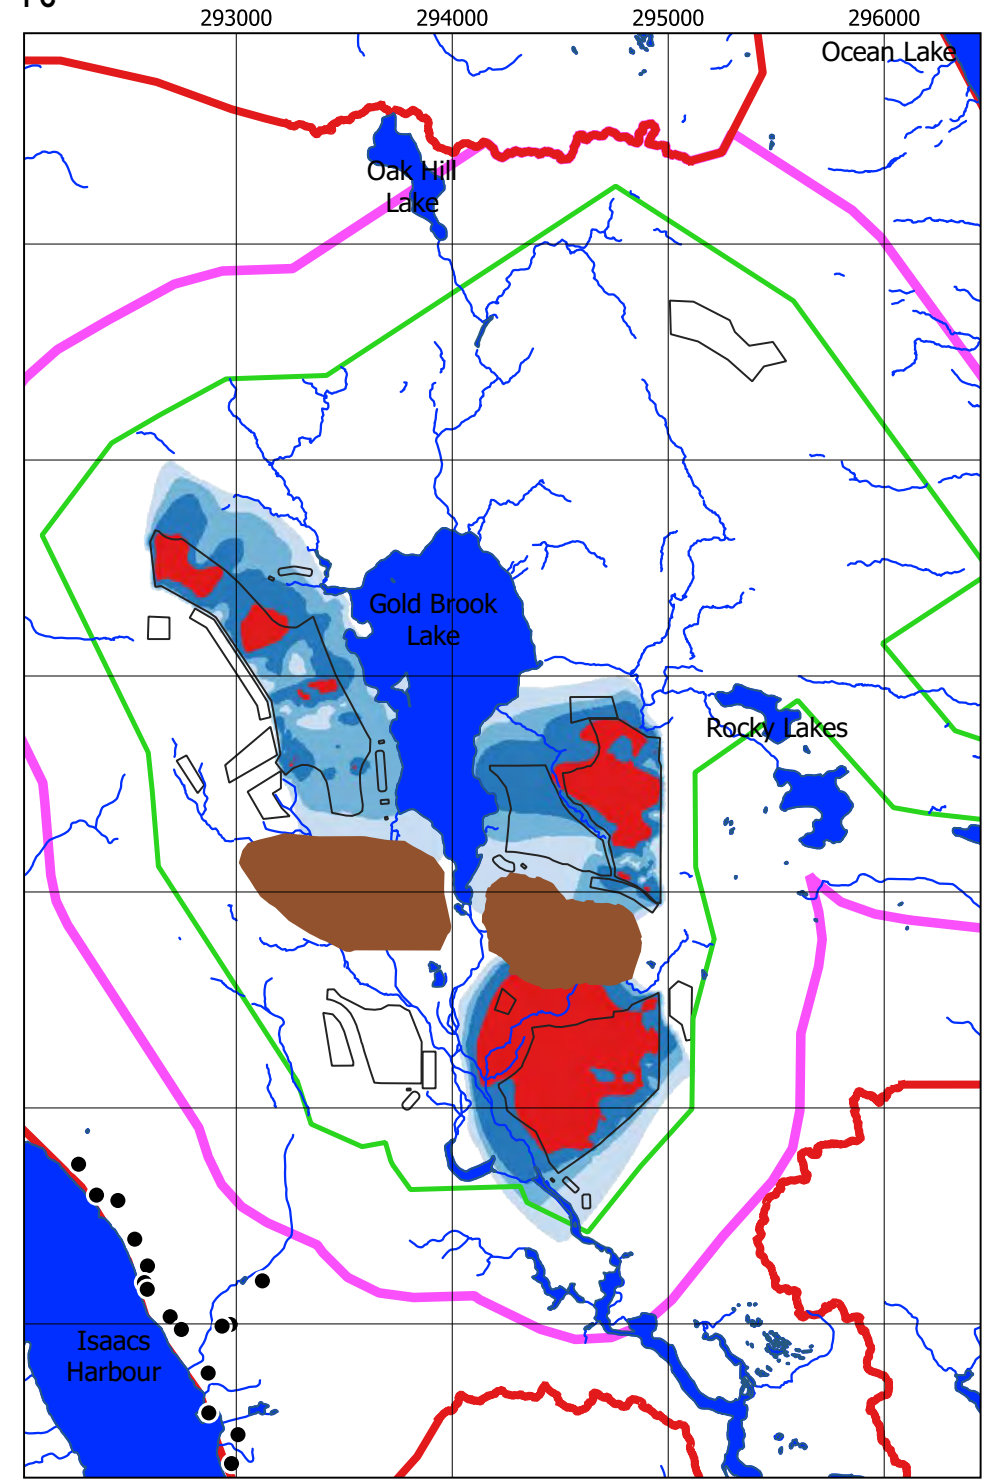 293000 294000 295000 296000
Ocean Lake
Oak Hill
Lake
Gold Brook
Lake
Rocky Lakes
Isaacs
Harbour